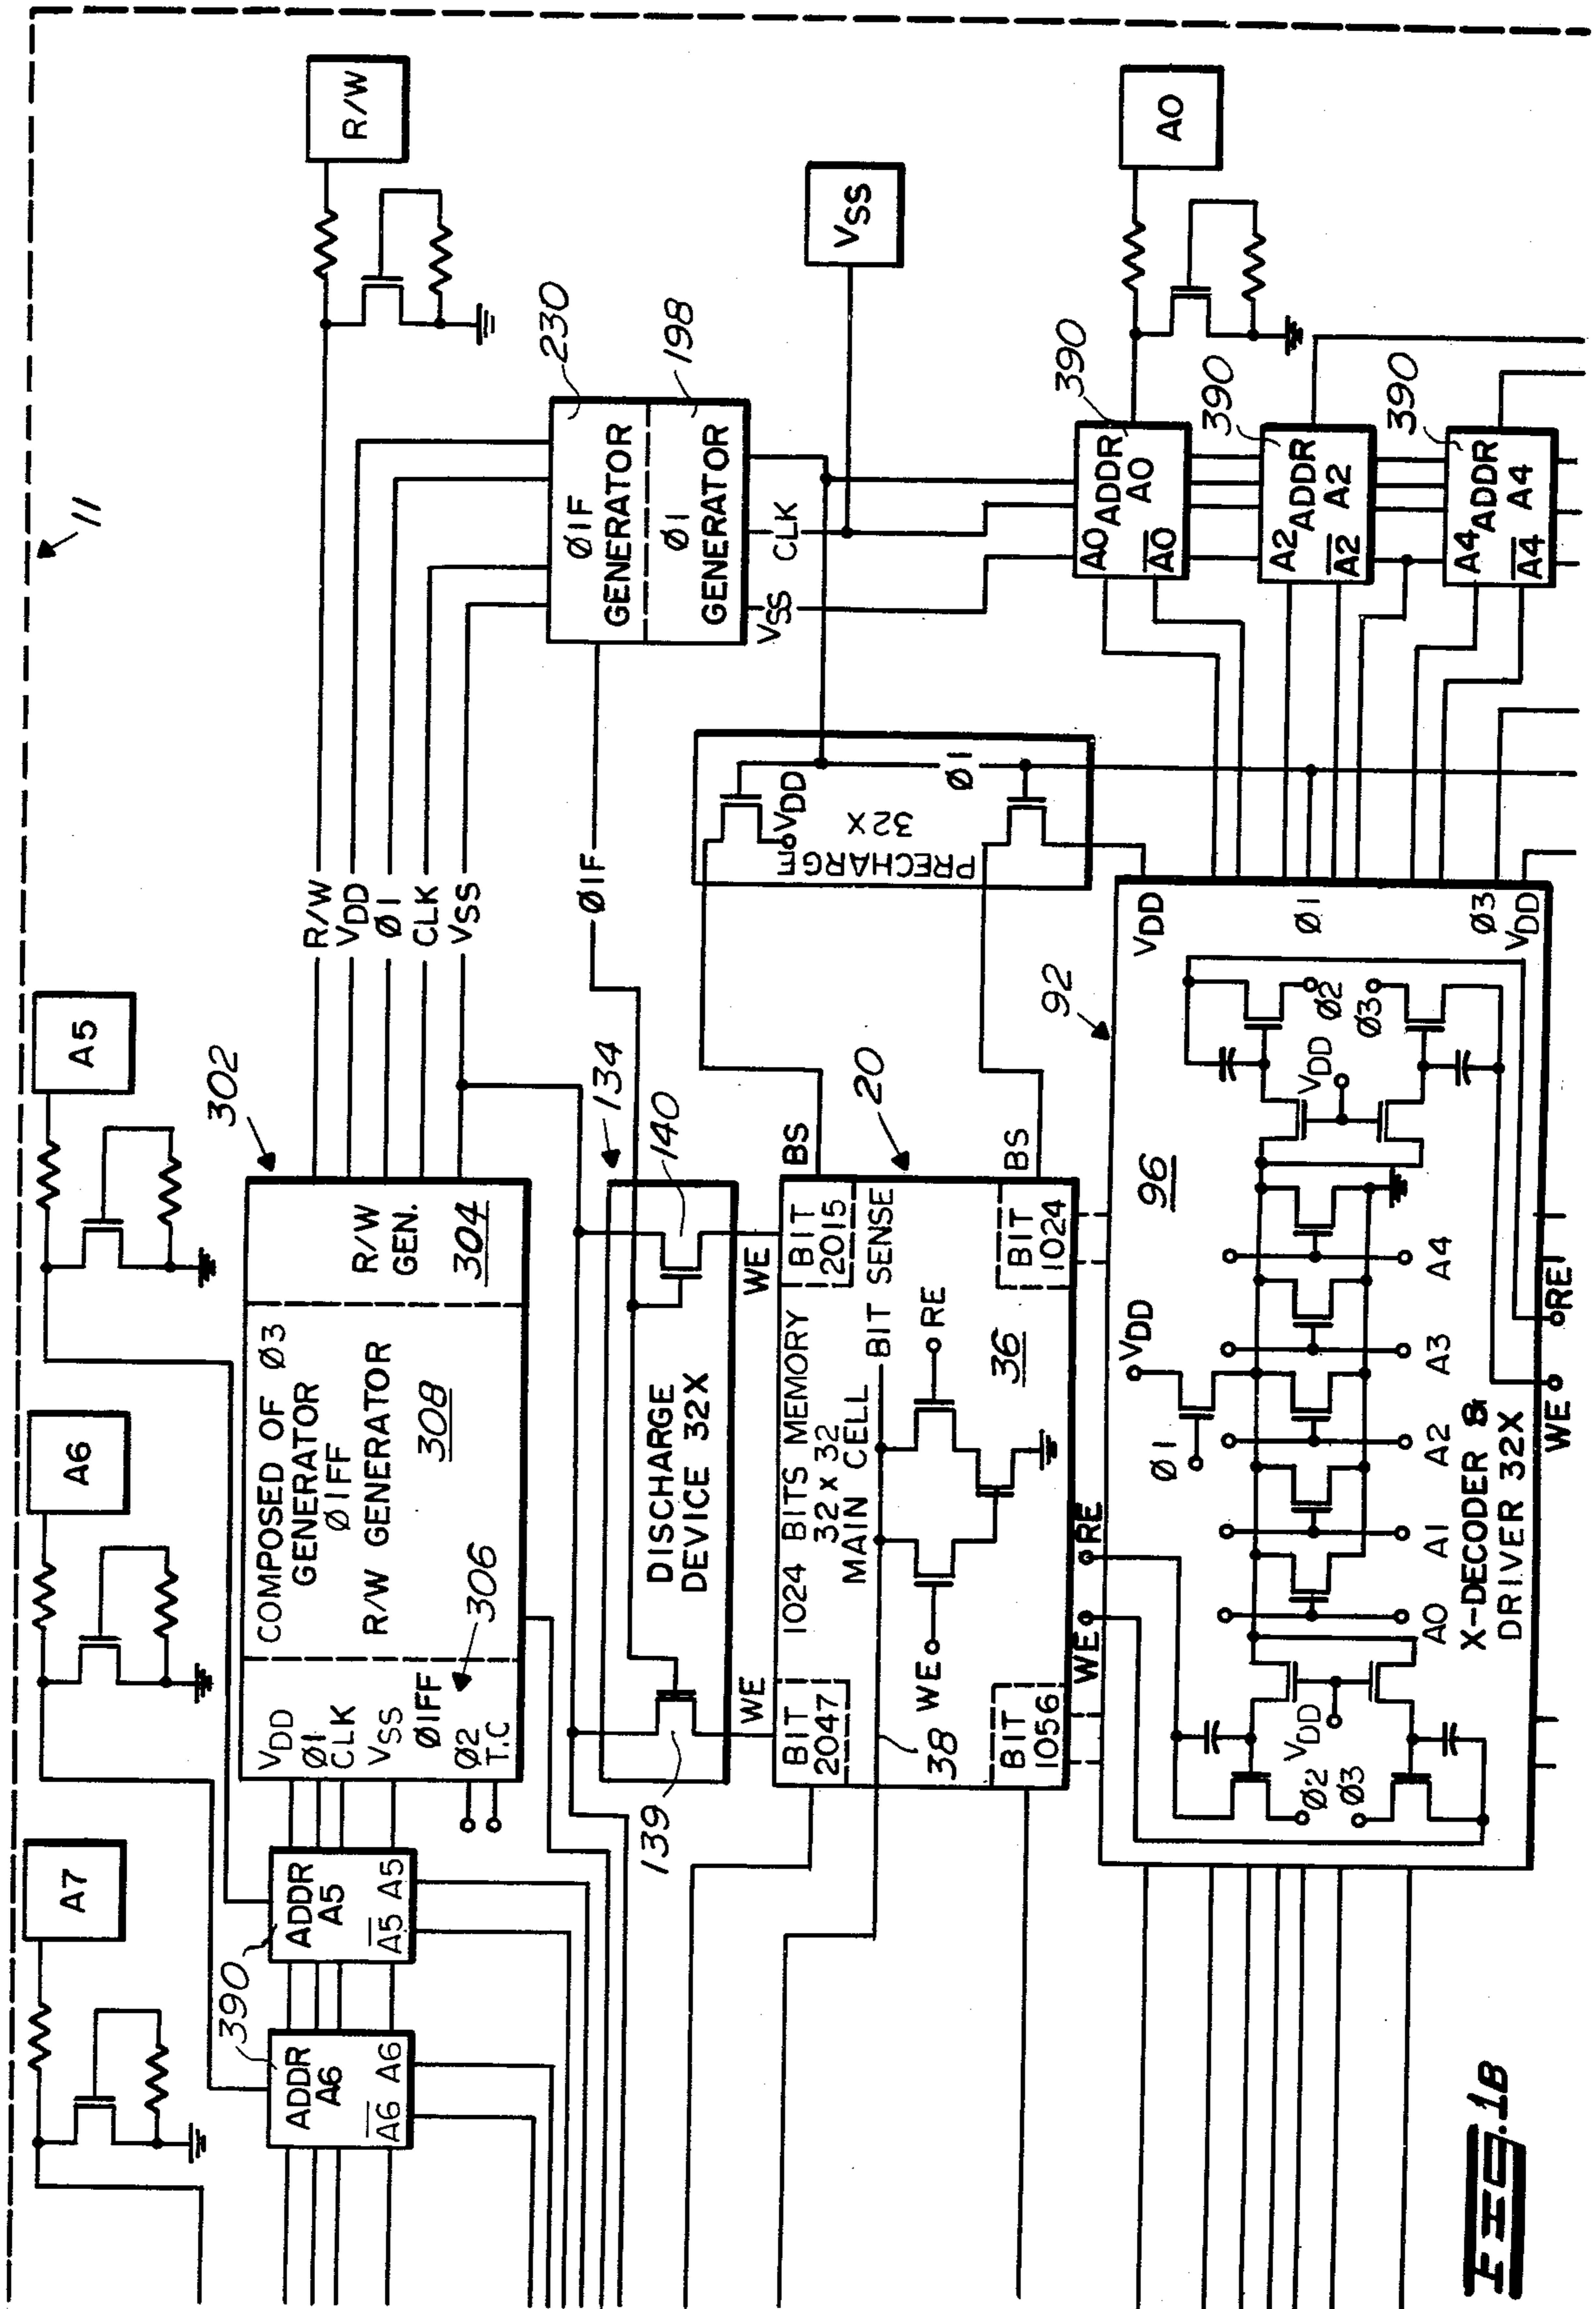 11
A7
A6
A5
R/W
302
ADDR
A6
A6 A6
390
ADDR
A5
A5 A5
VDD
Ø1
CLK
VSS
Ø1FF
Ø2
T.C
306
COMPOSED OF Ø3
GENERATOR
Ø1FF
R/W GENERATOR
308
R/W
GEN.
304
R/W
VDD
Ø1
CLK
VSS
Ø1F
GENERATOR
230
Ø1
GENERATOR
198
VSS
CLK
VSS
Ø1F
134
140
139
DISCHARGE
DEVICE 32X
WE
WE
BIT
2047
1024 BITS MEMORY
32 X 32
MAIN CELL
BIT
2015
BS
20
38
BIT SENSE
WE
RE
36
BIT
1056
BIT
1024
BS
PRECHARGE
32X
VDD
Ø1
WE
RE
92
96
VDD
Ø1
VDD
Ø2
Ø3
VDD
Ø2
Ø3
VDD
A0
A1
A2
A3
A4
X-DECODER &
DRIVER 32X
WE
RE
VDD
Ø1
Ø3
VDD
A0
390
A0 ADDR
A0 A0
390
A2 ADDR
A2 A2
390
A4 ADDR
A4 A4
FIG.1B